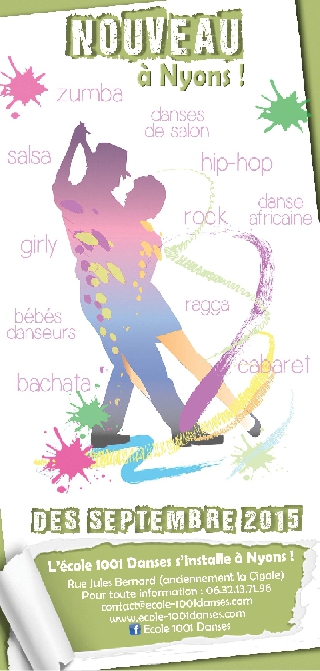 NOUVEAU
à Nyons !
zumba
danses
de salon
salsa
hip-hop
danse
africaine
rock
girly
ragga
bébés
danseurs
cabaret
bachata
DES SEPTEMBRE 2015
L'école 1001 Danses s'installe à Nyons !
Rue Jules Bernard (anciennement la Cigale)
Pour toute information : 06.32.13.71.96
contact@ecole-1001danses.com
www.ecole-1001danses.com
Ecole 1001 Danses